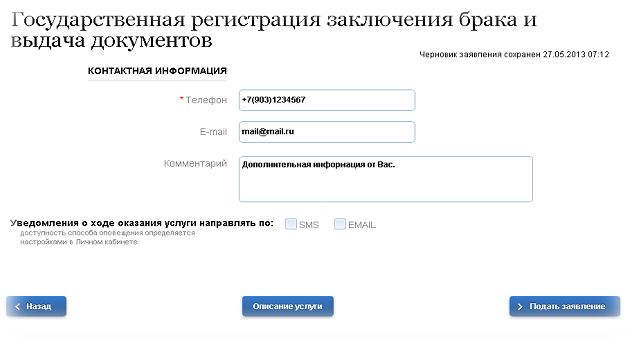 Государственная регистрация заключения брака и
выдача документов
Черновик заявления сохранен 27.05.2013 07:12
КОНТАКТНАЯ ИНФОРМАЦИЯ
* Телефон +7(903)1234567
E-mail mail@mail.ru
Комментарий Дополнительная информация от Вас.
Уведомления о ходе оказания услуги направлять по: SMS EMAIL
доступность способа оповещения определяется
настройками в Личном кабинете
Назад Описание услуги Подать заявление